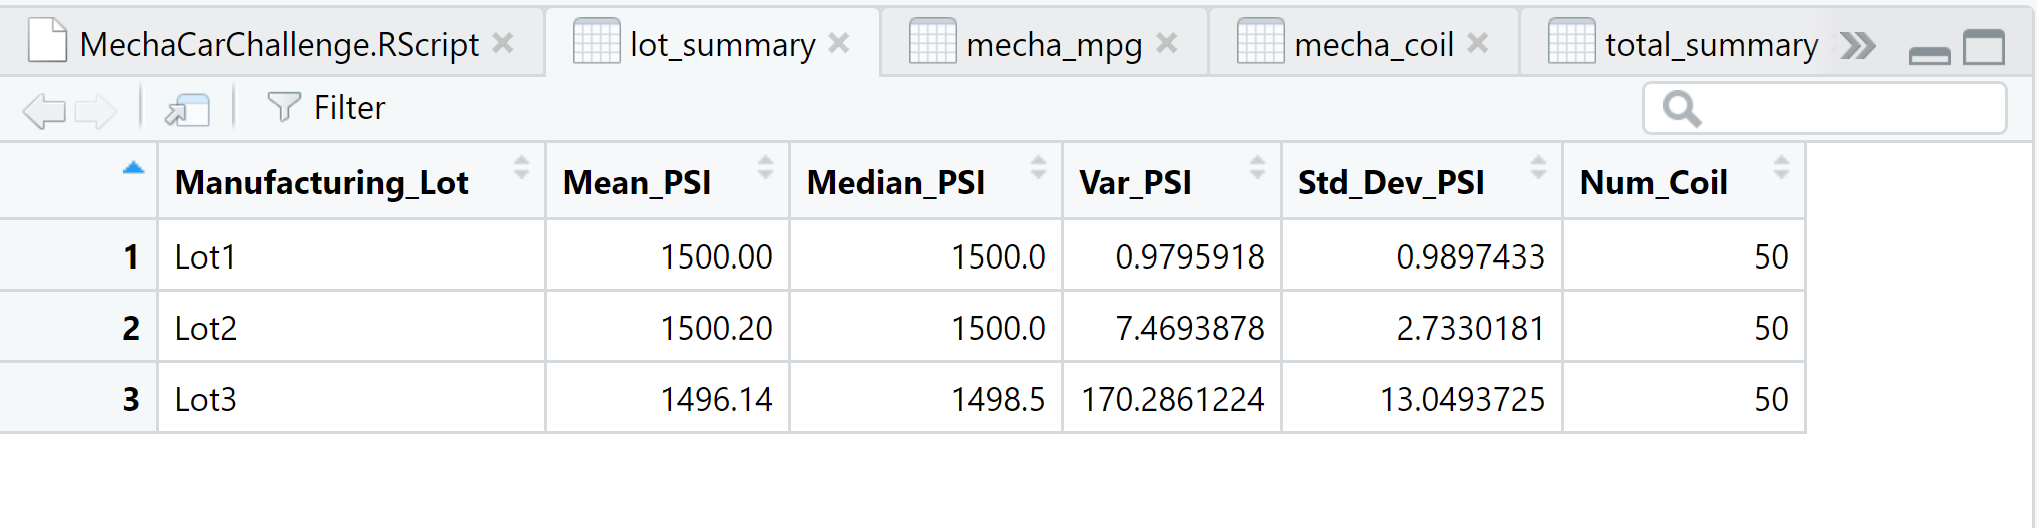 MechaCarChallenge.RScript lot_summary mecha_mpg mecha_coil total_summary
Filter
Manufacturing_Lot Mean_PSI Median_PSI Var_PSI Std_Dev_PSI Num_Coil
1 Lot1 1500.00 1500.0 0.9795918 0.9897433 50
2 Lot2 1500.20 1500.0 7.4693878 2.7330181 50
3 Lot3 1496.14 1498.5 170.2861224 13.0493725 50